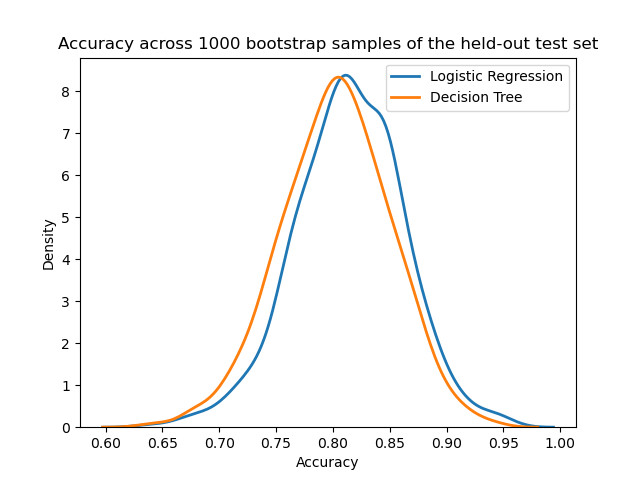 Accuracy across 1000 bootstrap samples of the held-out test set
Logistic Regression
Decision Tree
8
7
6
5
4
3
2
1
0
Density
0.60 0.65 0.70 0.75 0.80 0.85 0.90 0.95 1.00
Accuracy